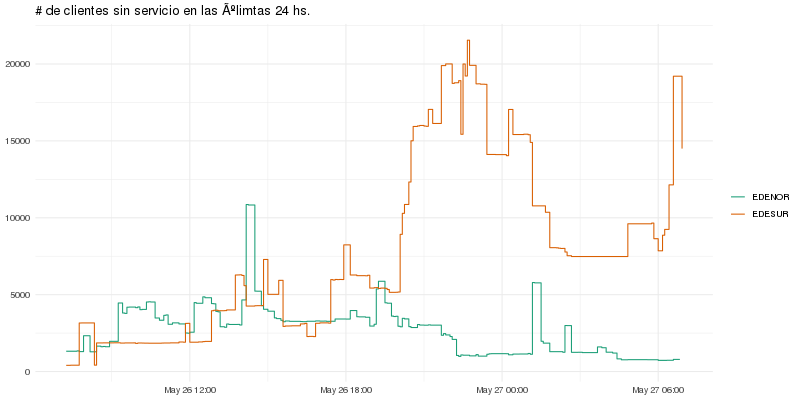 # de clientes sin servicio en las Ãºlimtas 24 hs.
20000
15000
10000
5000
0
EDENOR
EDESUR
May 26 12:00
May 26 18:00
May 27 00:00
May 27 06:00